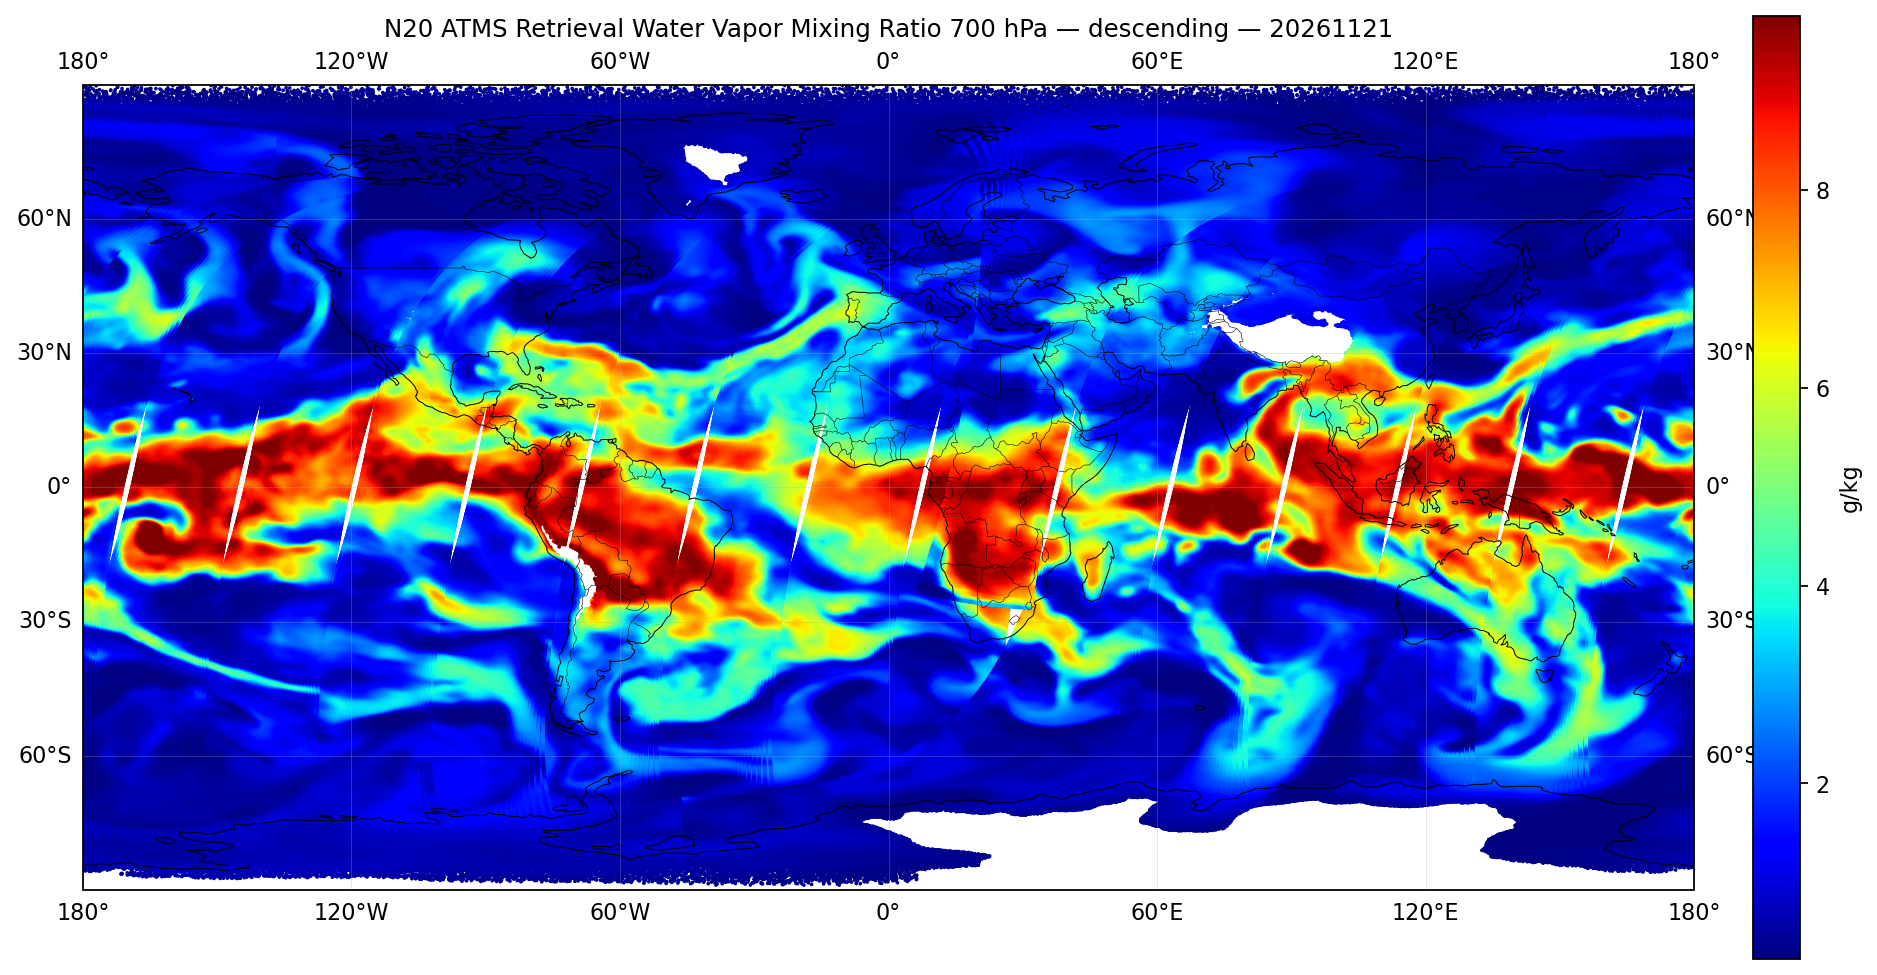 N20 ATMS Retrieval Water Vapor Mixing Ratio 700 hPa — descending — 20261121
180° 120°W 60°W 0° 60°E 120°E 180°
60°N 60°N
30°N 30°N
0° 0°
30°S 30°S
60°S 60°S
180° 120°W 60°W 0° 60°E 120°E 180°
8
6
4
2
g/kg